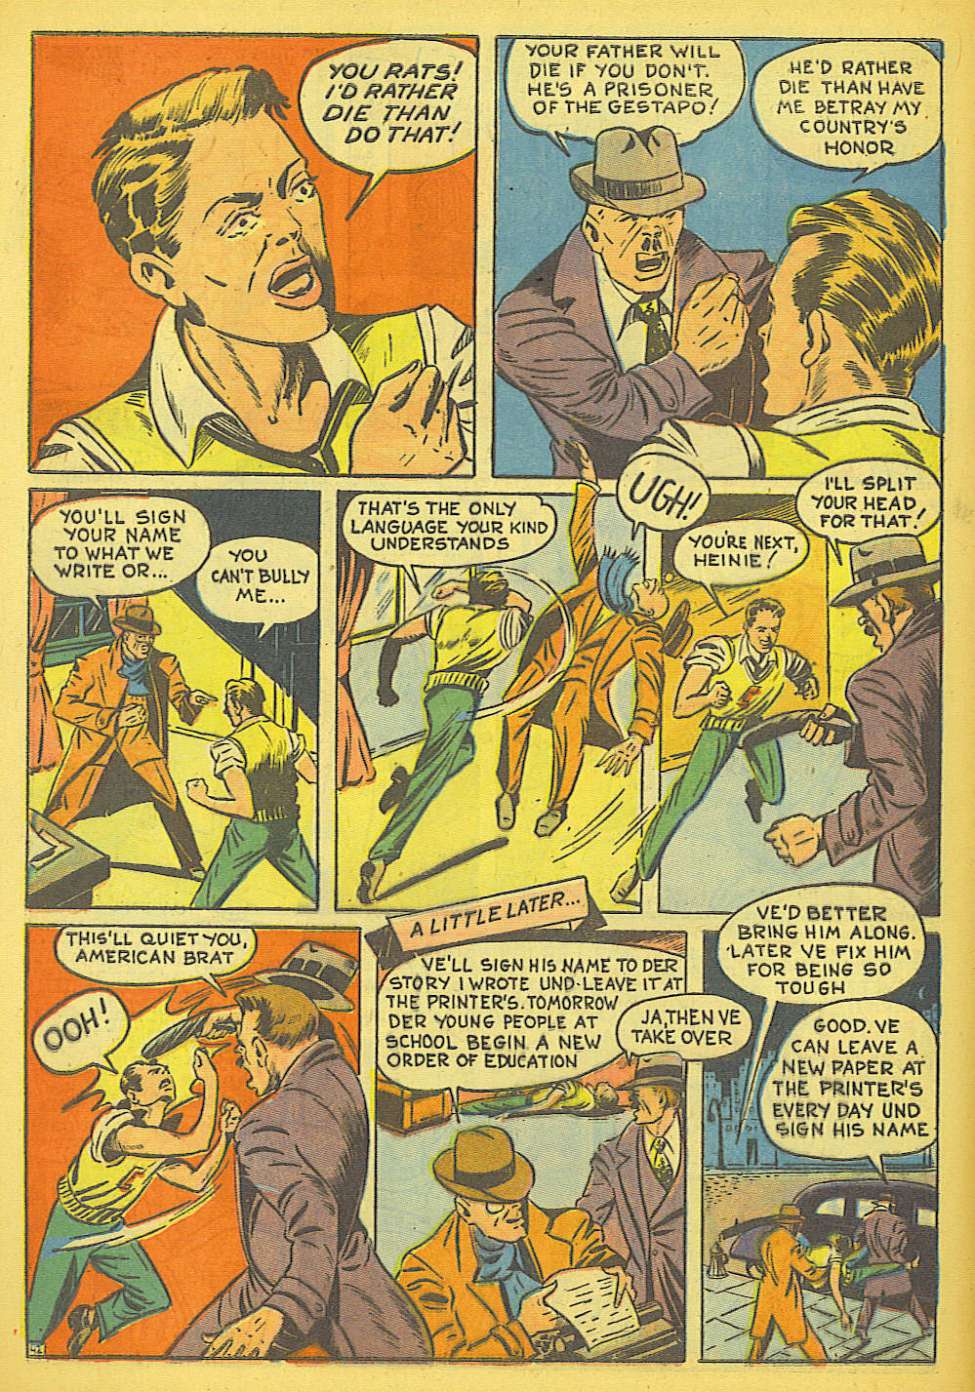 YOU RATS!
I'D RATHER
DIE THAN
DO THAT!
YOUR FATHER WILL
DIE IF YOU DON'T.
HE'S A PRISONER
OF THE GESTAPO!
HE'D RATHER
DIE THAN HAVE
ME BETRAY MY
COUNTRY'S
HONOR
YOU'LL SIGN
YOUR NAME
TO WHAT WE
WRITE OR...
YOU
CAN'T BULLY
ME...
THAT'S THE ONLY
LANGUAGE YOUR KIND
UNDERSTANDS
UGH!
YOU'RE NEXT,
HEINIE!
I'LL SPLIT
YOUR HEAD
FOR THAT!
THIS'LL QUIET YOU,
AMERICAN BRAT
OOH!
A LITTLE LATER...
VE'LL SIGN HIS NAME TO DER
STORY I WROTE UND LEAVE IT AT
THE PRINTER'S. TOMORROW
DER YOUNG PEOPLE AT
SCHOOL BEGIN A NEW
ORDER OF EDUCATION
JA, THEN VE
TAKE OVER
VE'D BETTER
BRING HIM ALONG.
'LATER VE FIX HIM
FOR BEING SO
TOUGH
GOOD. VE
CAN LEAVE A
NEW PAPER AT
THE PRINTER'S
EVERY DAY UND
SIGN HIS NAME